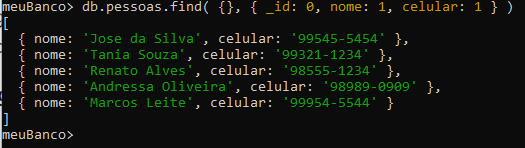 meuBanco> db.pessoas.find( {}, { _id: 0, nome: 1, celular: 1 } )
[
  { nome: 'Jose da Silva', celular: '99545-5454' },
  { nome: 'Tania Souza', celular: '99321-1234' },
  { nome: 'Renato Alves', celular: '98555-1234' },
  { nome: 'Andressa Oliveira', celular: '98989-0909' },
  { nome: 'Marcos Leite', celular: '99954-5544' }
]
meuBanco>